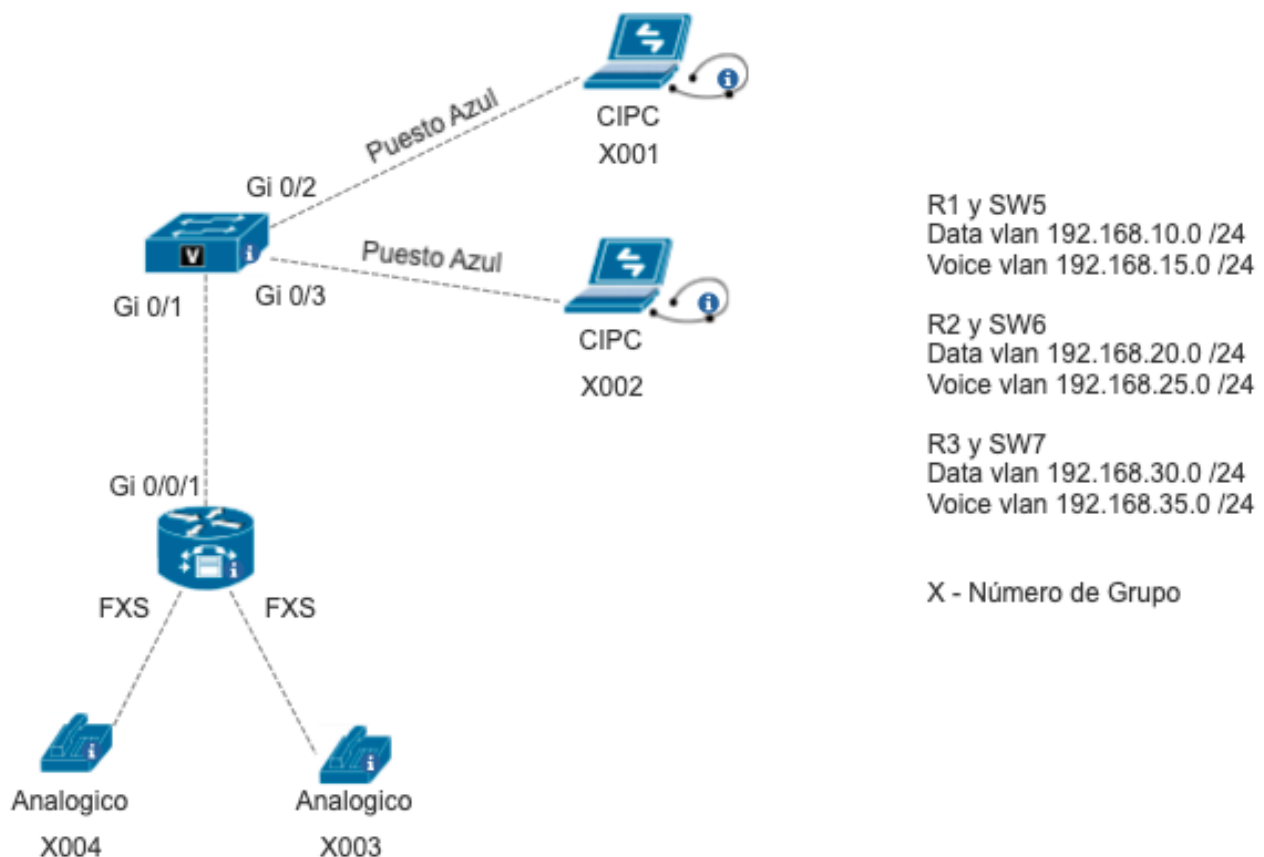 Puesto Azul
CIPC
X001
Gi 0/2
V
Puesto Azul
Gi 0/3
Gi 0/1
CIPC
X002
Gi 0/0/1
FXS
FXS
Analogico
X004
Analogico
X003
R1 y SW5
Data vlan 192.168.10.0 /24
Voice vlan 192.168.15.0 /24
R2 y SW6
Data vlan 192.168.20.0 /24
Voice vlan 192.168.25.0 /24
R3 y SW7
Data vlan 192.168.30.0 /24
Voice vlan 192.168.35.0 /24
X - Número de Grupo